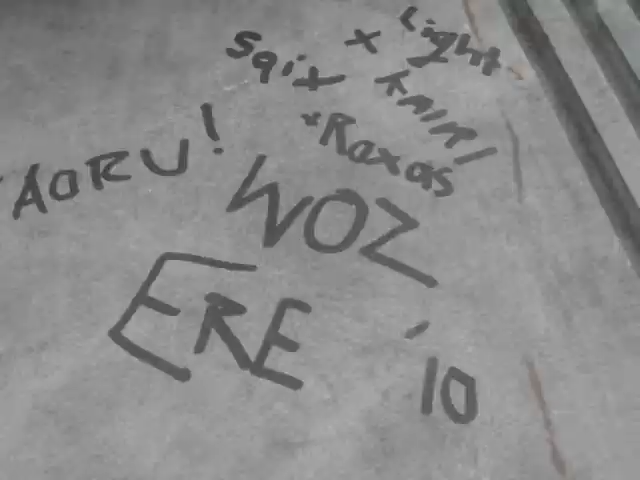 x Light
Sqix KAIRI
x Roxas
AORU!
WOZ
ERE '10